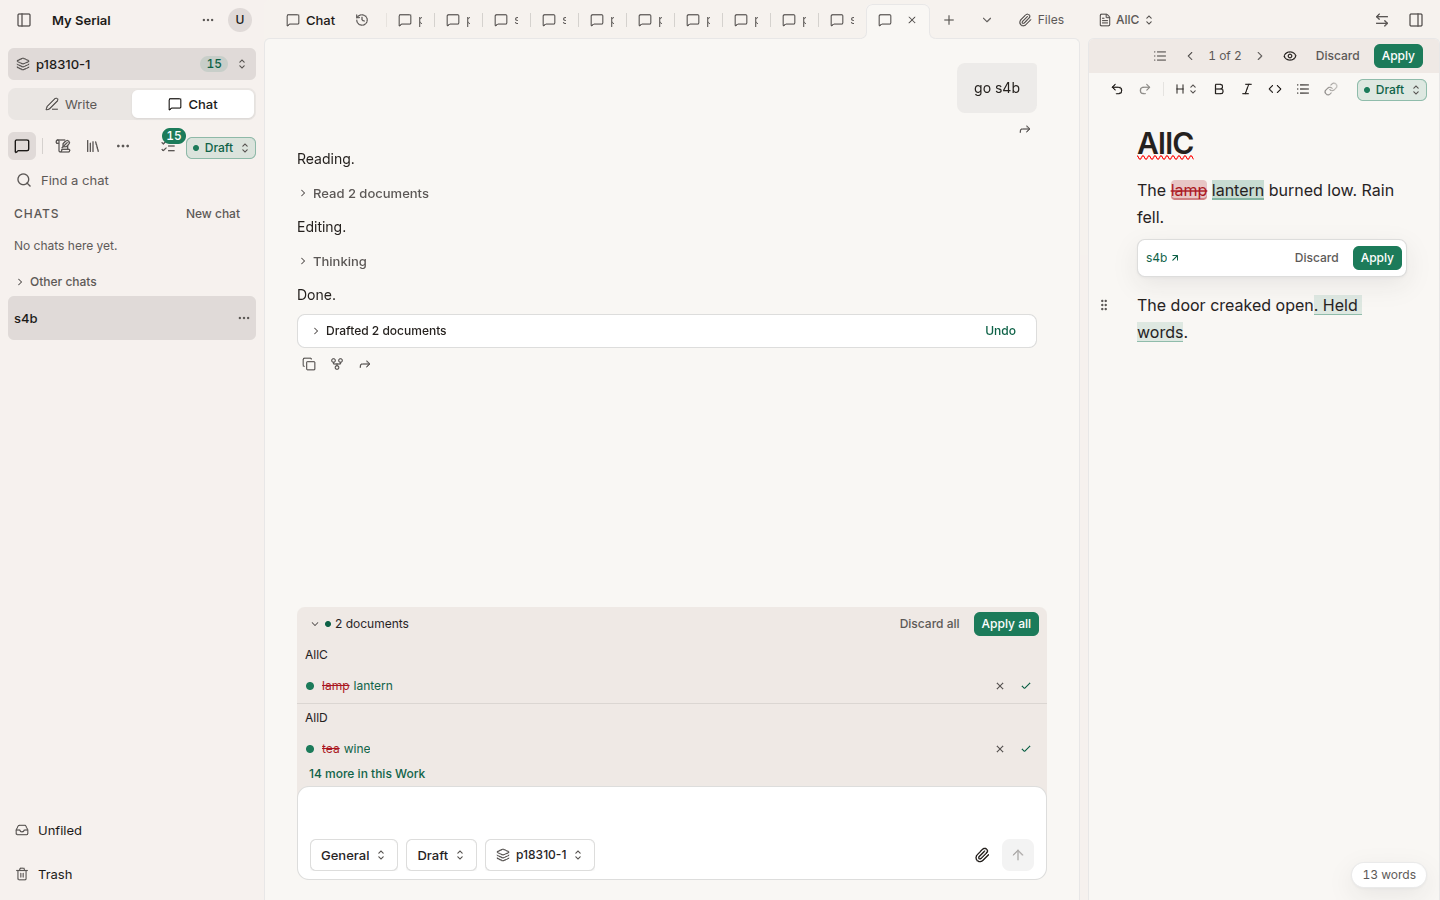 My Serial
U
p18310-1
15
Write
Chat
15
Draft
Find a chat
CHATS
New chat
No chats here yet.
Other chats
s4b
Unfiled
Trash
Chat
Files
go s4b
Reading.
Read 2 documents
Editing.
Thinking
Done.
Drafted 2 documents
Undo
2 documents
Discard all
Apply all
AllC
lamp lantern
AllD
tea wine
14 more in this Work
General
Draft
p18310-1
AllC
1 of 2
Discard
Apply
H
B
I
Draft
AllC
The lamp lantern burned low. Rain
fell.
s4b
Discard
Apply
The door creaked open. Held
words.
13 words